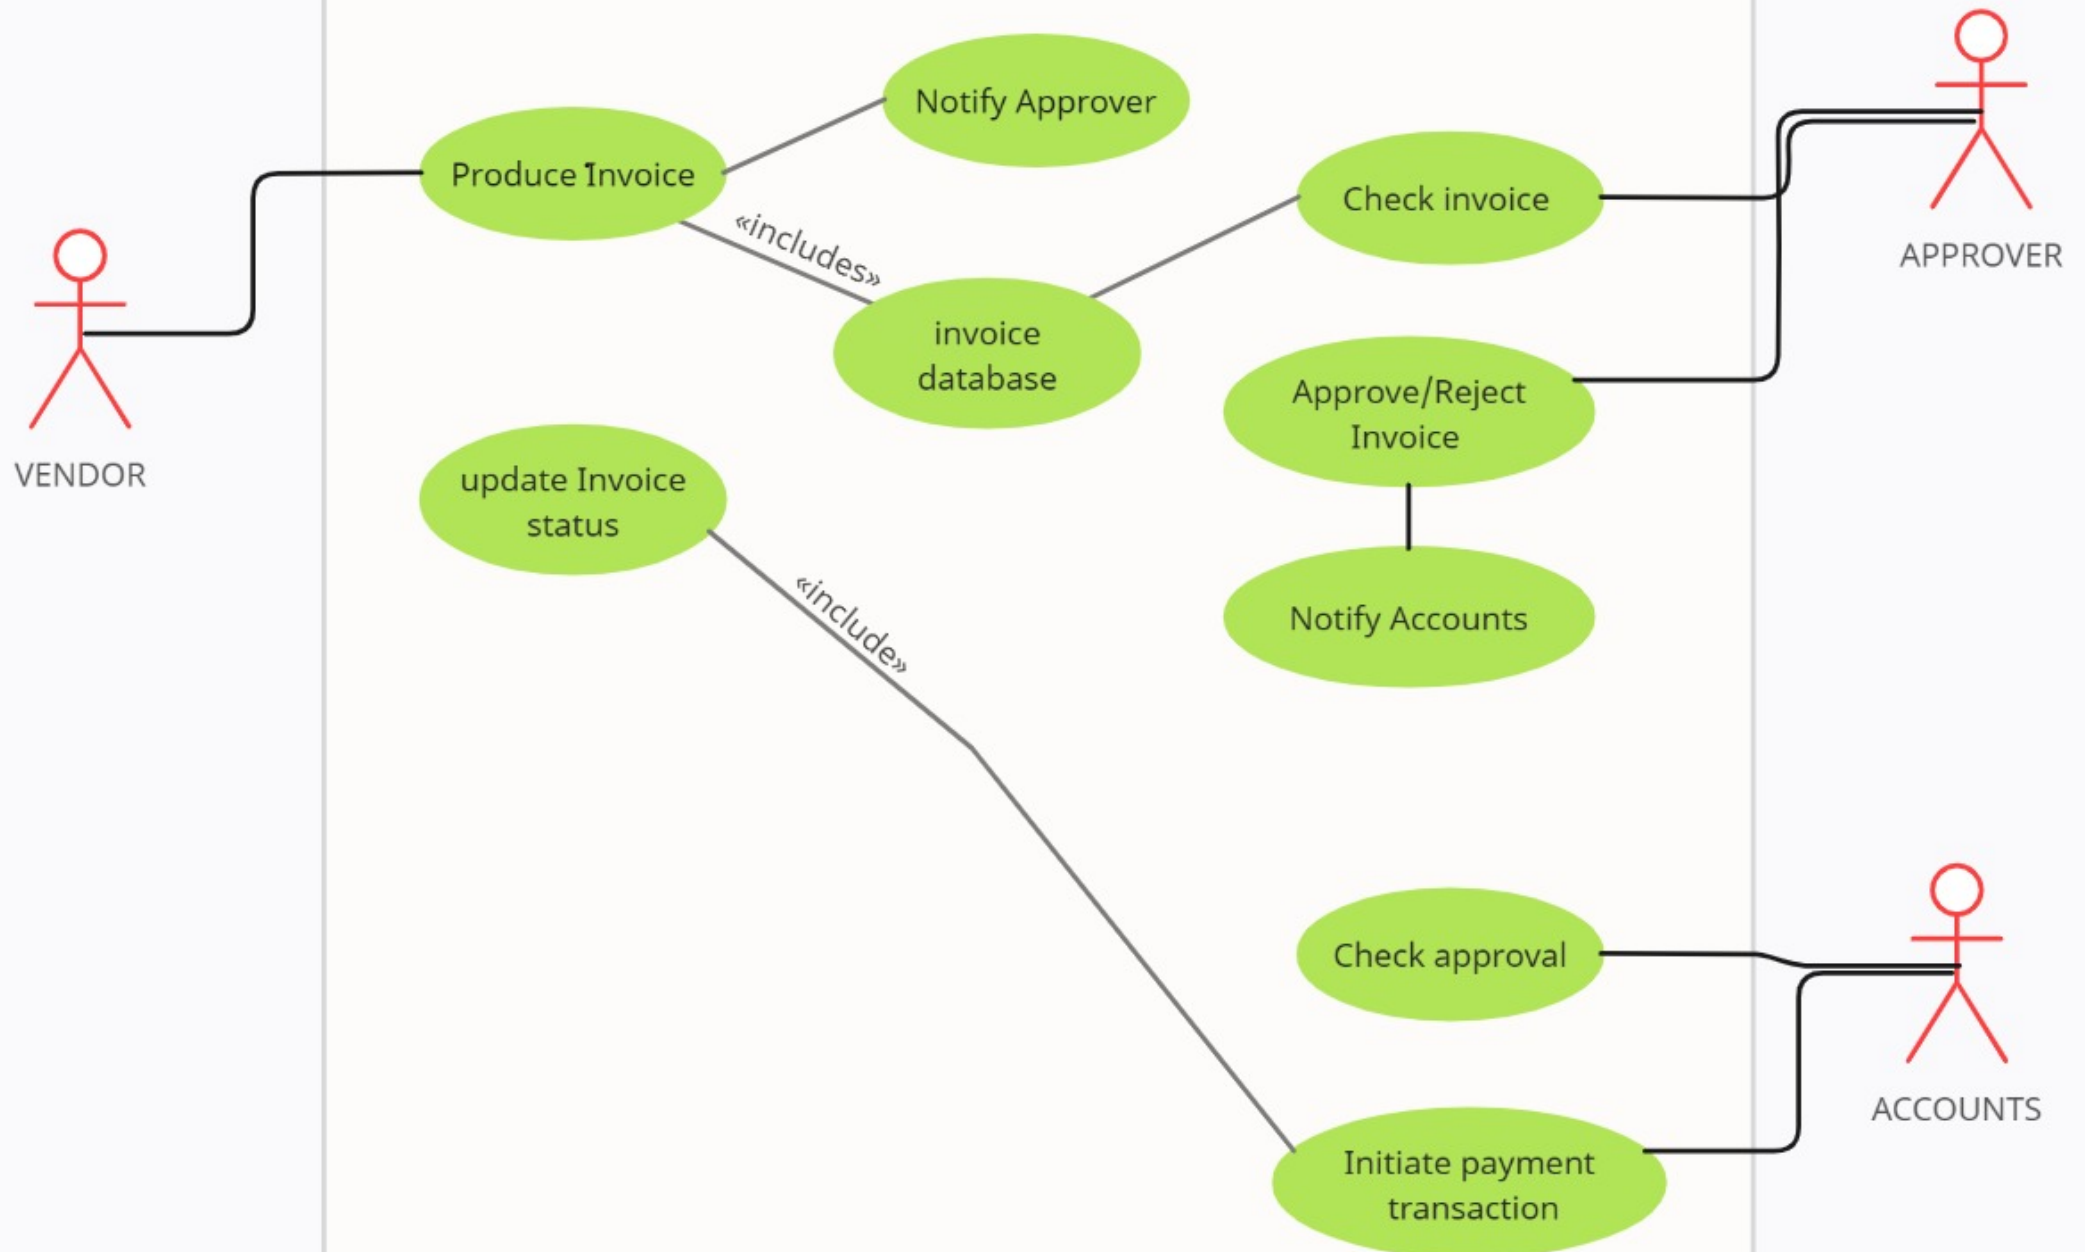 Notify Approver
Produce Invoice
«includes»
Check invoice
APPROVER
invoice
database
Approve/Reject
Invoice
VENDOR
update Invoice
status
«include»
Notify Accounts
Check approval
ACCOUNTS
Initiate payment
transaction